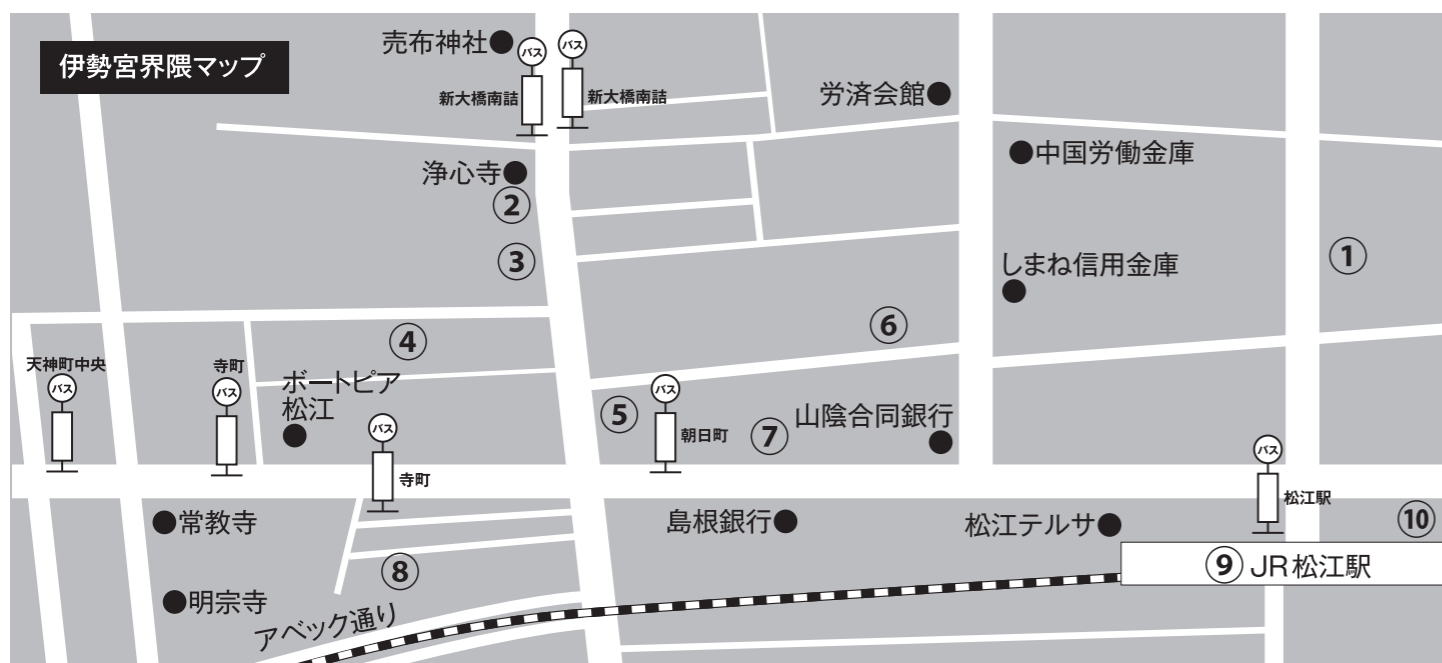 伊勢宮界隈マップ
売布神社
バス
バス
新大橋南詰
新大橋南詰
労済会館
中国労働金庫
浄心寺
②
③
①
しまね信用金庫
⑥
④
天神町中央
バス
寺町
バス
ボートピア
松江
バス
寺町
⑤
バス
朝日町
⑦
山陰合同銀行
バス
松江駅
常教寺
島根銀行
松江テルサ
⑩
⑨
JR松江駅
⑧
明宗寺
アベック通り